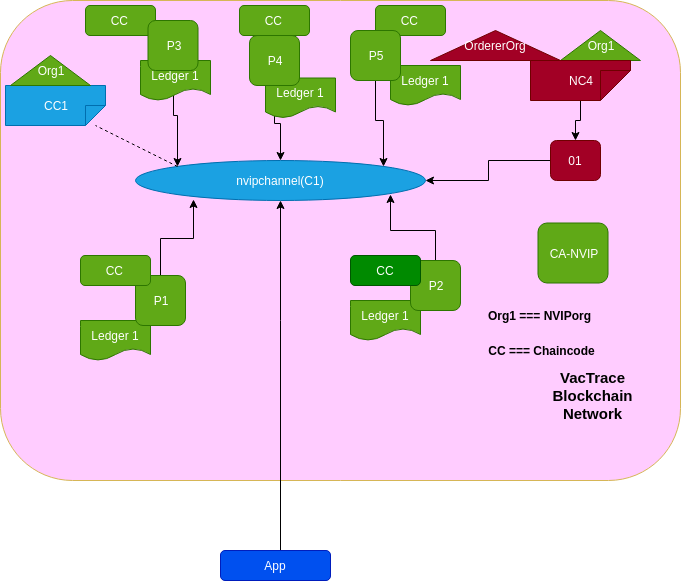 CC
CC
CC
P3
P4
P5
OrdererOrg
Org1
Org1
Ledger 1
Ledger 1
Ledger 1
NC4
CC1
nvipchannel(C1)
01
CC
P1
Ledger 1
CC
P2
Ledger 1
CA-NVIP
Org1 === NVIPorg
CC === Chaincode
VacTrace
Blockchain
Network
App